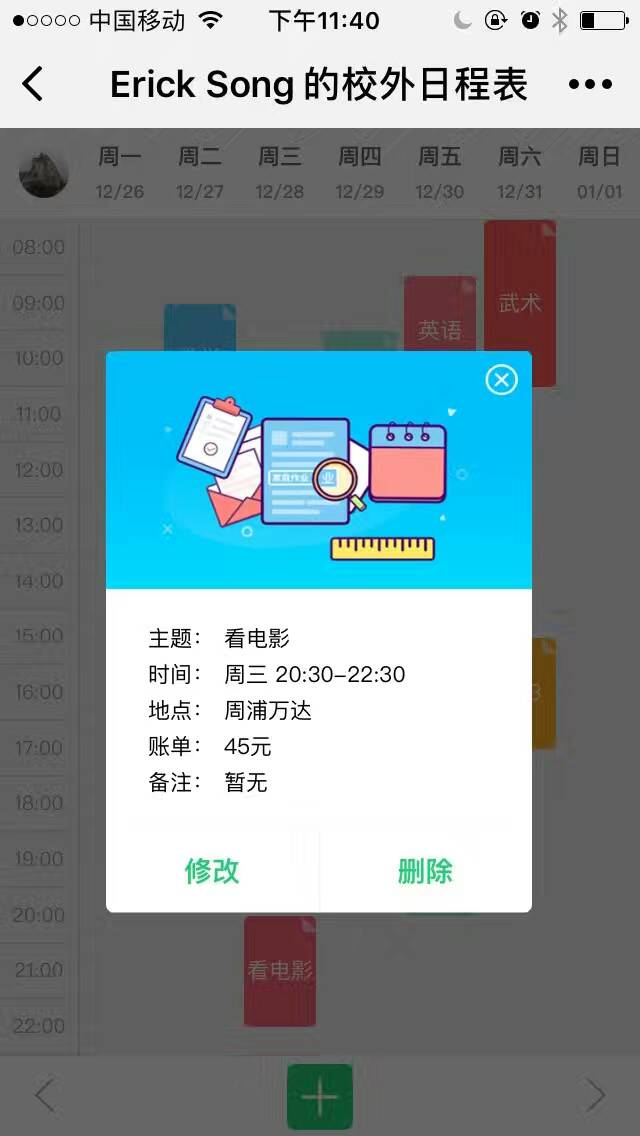 中国移动
下午11:40
Erick Song的校外日程表
周一 周二 周三 周四 周五 周六 周日
12/26 12/27 12/28 12/29 12/30 12/31 01/01
08:00
09:00
武术
英语
10:00
11:00
12:00
家庭作业
业
13:00
14:00
15:00
主题： 看电影
时间： 周三 20:30-22:30
16:00
地点： 周浦万达
17:00
账单： 45元
备注： 暂无
18:00
19:00
修改 删除
20:00
21:00
看电影
22:00